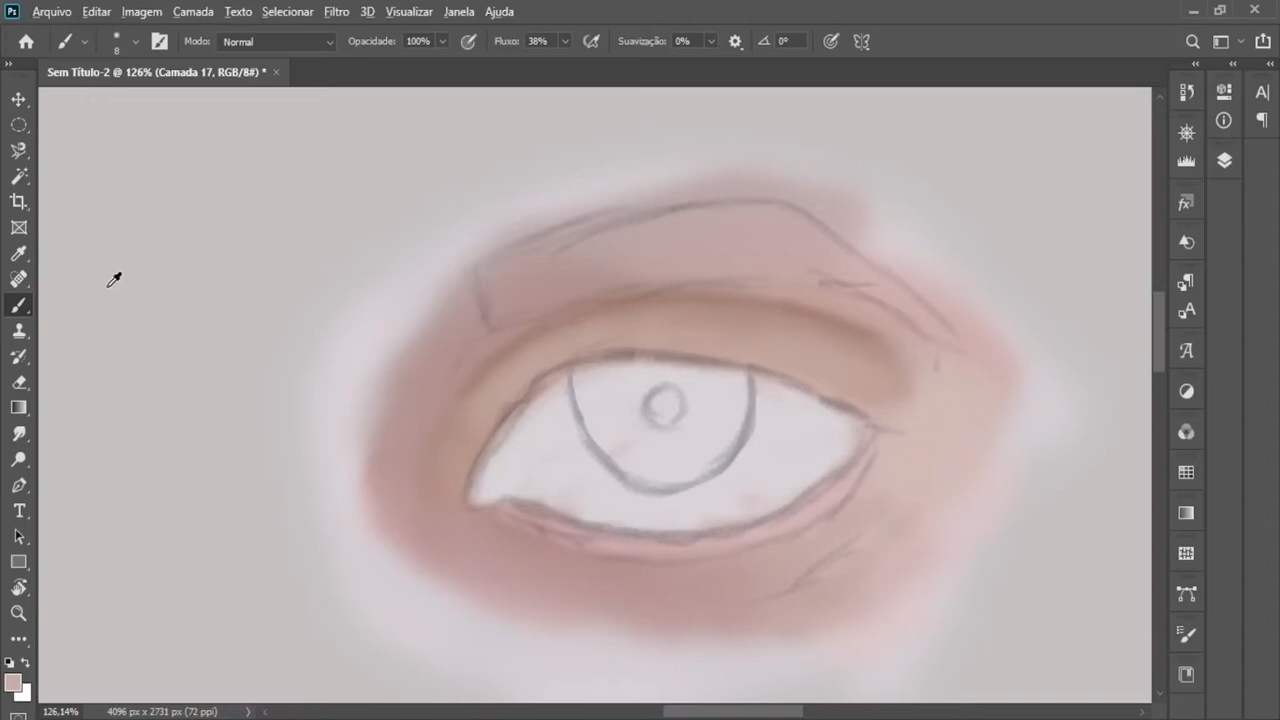 Ps Arquivo Editar Imagem Camada Texto Selecionar Filtro 3D Visualizar Janela Ajuda
8 Modo: Normal Opacidade: 100% Fluxo: 38% Suavização: 0% 0°
Sem Título-2 @ 126% (Camada 17, RGB/8#) * ×
126,14% 4096 px x 2731 px (72 ppi)